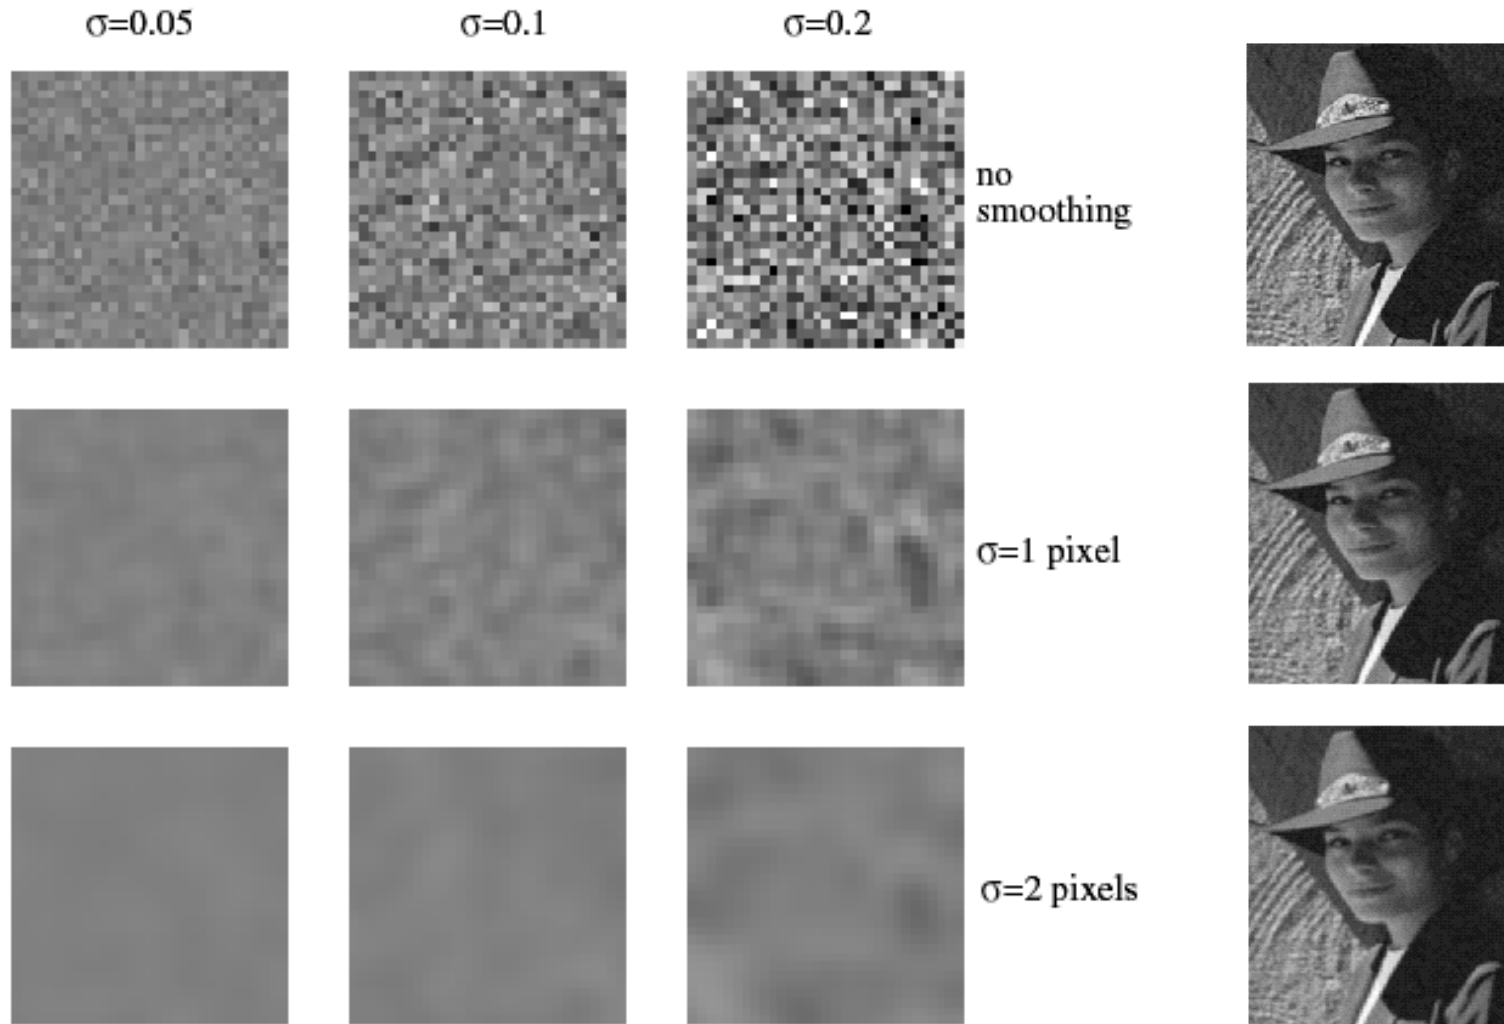 σ=0.05
σ=0.1
σ=0.2
no
smoothing
σ=1 pixel
σ=2 pixels